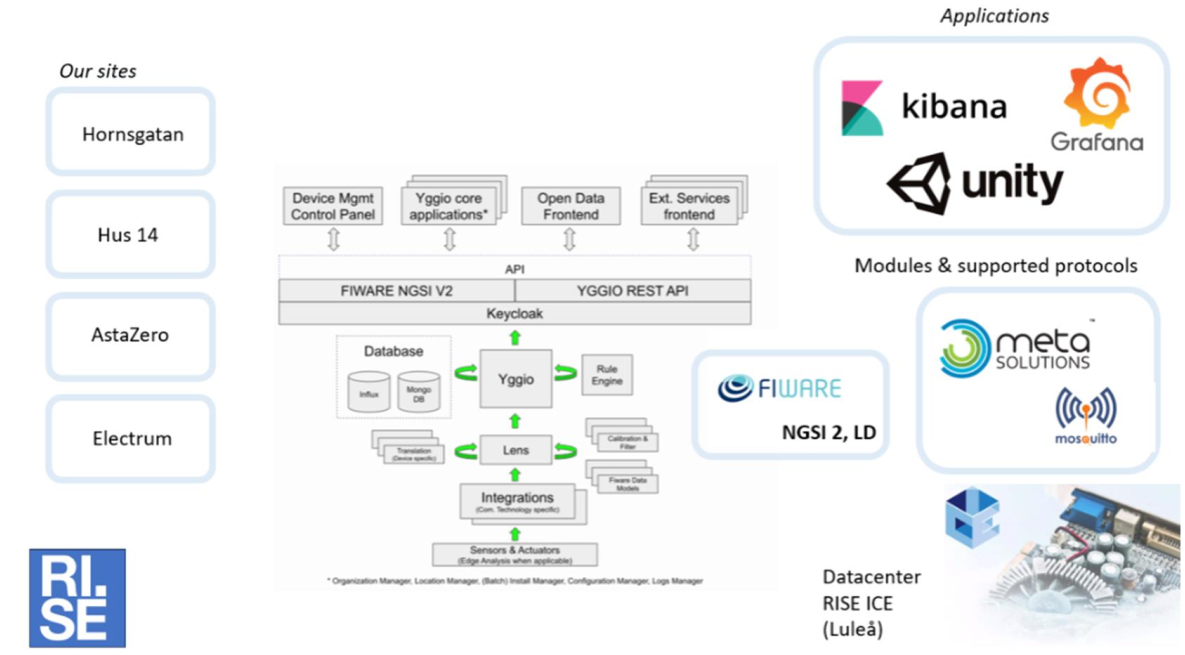 Applications
Our sites
Hornsgatan
Hus 14
AstaZero
Electrum
RI.
SE
Device Mgmt
Control Panel
Yggio core
applications*
Open Data
Frontend
Ext. Services
frontend
API
FIWARE NGSI V2
YGGIO REST API
Keycloak
Database
Influx
Mongo
DB
Yggio
Rule
Engine
Translation
(Device specific)
Lens
Calibration &
Filter
Fiware Data
Models
Integrations
(Com. Technology specific)
Sensors & Actuators
(Edge Analysis when applicable)
* Organization Manager, Location Manager, (Batch) Install Manager, Configuration Manager, Logs Manager
kibana
Grafana
unity
Modules & supported protocols
FIWARE
NGSI 2, LD
meta™
SOLUTIONS
mosquitto
Datacenter
RISE ICE
(Luleå)